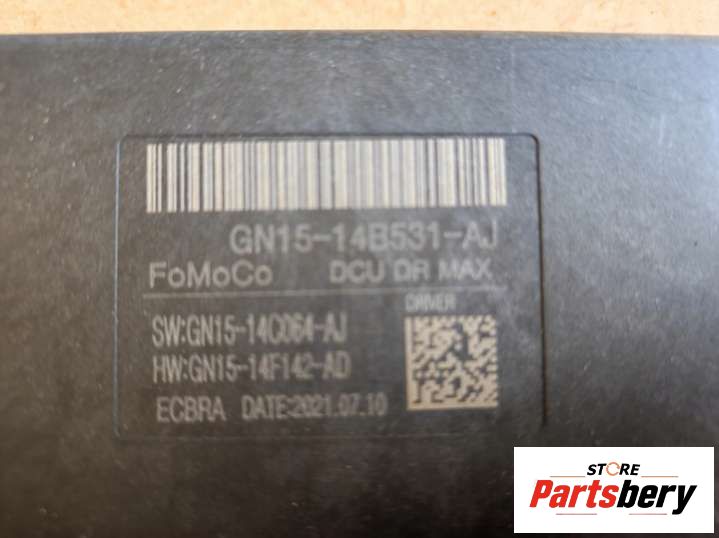 GN15-14B531-AJ
FoMoCo DCU DR MAX
DRIVER
SW:GN15-14C064-AJ
HW:GN15-14F142-AD
ECBRA DATE:2021.07.10
STORE
Partsbery